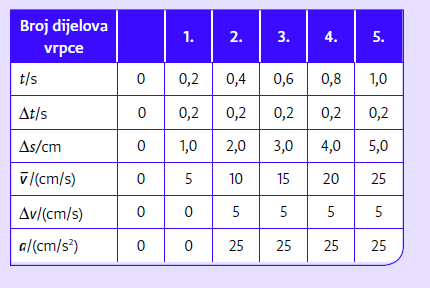 Broj dijelova vrpce 1. 2. 3. 4. 5.
t/s 0 0,2 0,4 0,6 0,8 1,0
Δt/s 0 0,2 0,2 0,2 0,2 0,2
Δs/cm 0 1,0 2,0 3,0 4,0 5,0
v̄/(cm/s) 0 5 10 15 20 25
Δv/(cm/s) 0 0 5 5 5 5
a/(cm/s²) 0 0 25 25 25 25